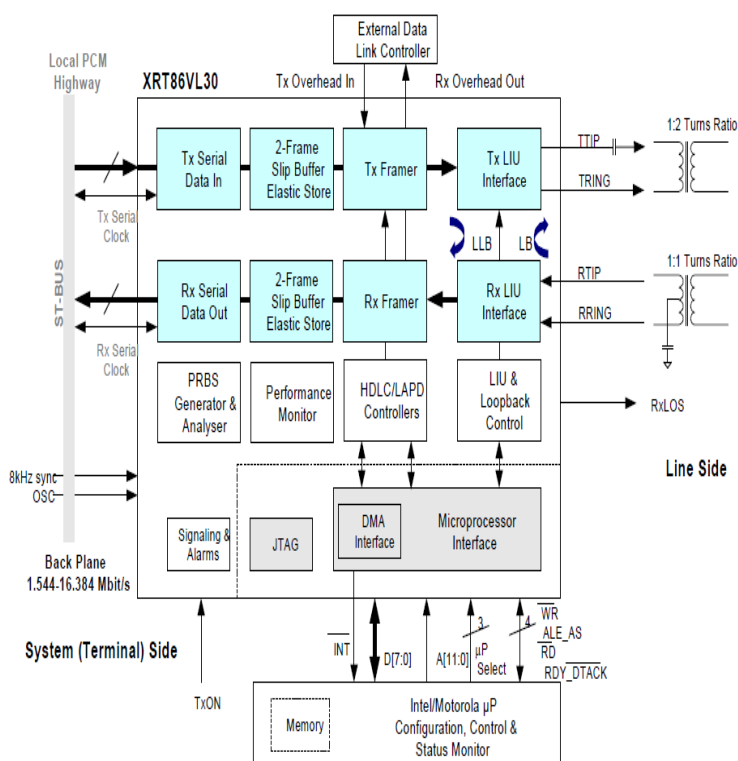 External Data
Link Controller
Local PCM
Highway
XRT86VL30
Tx Overhead In
Rx Overhead Out
1:2 Turns Ratio
Tx Serial
Data In
2-Frame
Slip Buffer
Elastic Store
Tx Framer
Tx LIU
Interface
TTIP
TRING
Tx Serial
Clock
LLB
LB
1:1 Turns Ratio
ST-BUS
Rx Serial
Data Out
2-Frame
Slip Buffer
Elastic Store
Rx Framer
Rx LIU
Interface
RTIP
RRING
Rx Serial
Clock
PRBS
Generator &
Analyser
Performance
Monitor
HDLC/LAPD
Controllers
LIU &
Loopback
Control
RxLOS
Line Side
8kHz sync
OSC
Signaling &
Alarms
JTAG
DMA
Interface
Microprocessor
Interface
Back Plane
1.544-16.384 Mbit/s
System (Terminal) Side
TxON
INT
D[7:0]
A[11:0]
3
µP
Select
4
WR
ALE_AS
RD
RDY_DTACK
Memory
Intel/Motorola µP
Configuration, Control &
Status Monitor